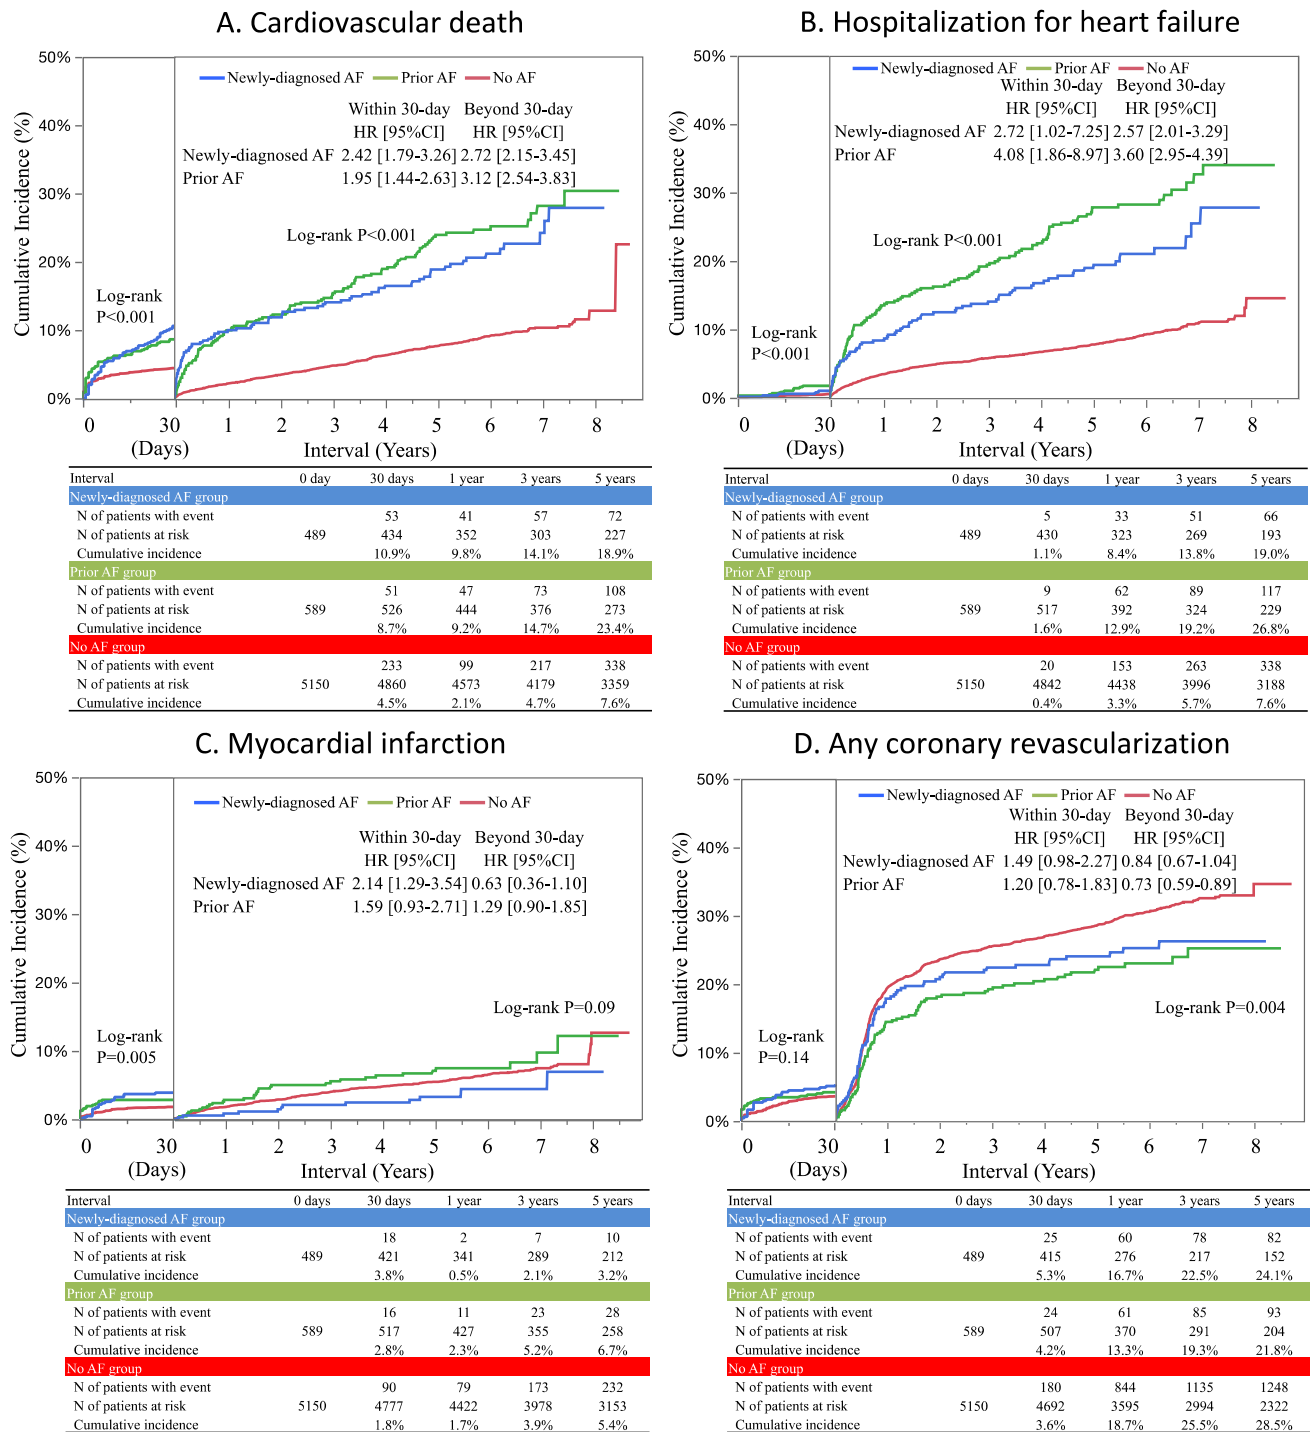 A. Cardiovascular death
50%
40%
30%
20%
10%
0%
Cumulative Incidence (%)
Newly-diagnosed AF Prior AF No AF
Within 30-day Beyond 30-day
HR [95%CI] HR [95%CI]
Newly-diagnosed AF 2.42 [1.79-3.26] 2.72 [2.15-3.45]
Prior AF 1.95 [1.44-2.63] 3.12 [2.54-3.83]
Log-rank P<0.001
Log-rank
P<0.001
0 30 1 2 3 4 5 6 7 8
(Days) Interval (Years)
Interval 0 day 30 days 1 year 3 years 5 years
Newly-diagnosed AF group
N of patients with event 53 41 57 72
N of patients at risk 489 434 352 303 227
Cumulative incidence 10.9% 9.8% 14.1% 18.9%
Prior AF group
N of patients with event 51 47 73 108
N of patients at risk 589 526 444 376 273
Cumulative incidence 8.7% 9.2% 14.7% 23.4%
No AF group
N of patients with event 233 99 217 338
N of patients at risk 5150 4860 4573 4179 3359
Cumulative incidence 4.5% 2.1% 4.7% 7.6%
B. Hospitalization for heart failure
50%
40%
30%
20%
10%
0%
Cumulative Incidence (%)
Newly-diagnosed AF Prior AF No AF
Within 30-day Beyond 30-day
HR [95%CI] HR [95%CI]
Newly-diagnosed AF 2.72 [1.02-7.25] 2.57 [2.01-3.29]
Prior AF 4.08 [1.86-8.97] 3.60 [2.95-4.39]
Log-rank P<0.001
Log-rank
P<0.001
0 30 1 2 3 4 5 6 7 8
(Days) Interval (Years)
Interval 0 days 30 days 1 year 3 years 5 years
Newly-diagnosed AF group
N of patients with event 5 33 51 66
N of patients at risk 489 430 323 269 193
Cumulative incidence 1.1% 8.4% 13.8% 19.0%
Prior AF group
N of patients with event 9 62 89 117
N of patients at risk 589 517 392 324 229
Cumulative incidence 1.6% 12.9% 19.2% 26.8%
No AF group
N of patients with event 20 153 263 338
N of patients at risk 5150 4842 4438 3996 3188
Cumulative incidence 0.4% 3.3% 5.7% 7.6%
C. Myocardial infarction
50%
40%
30%
20%
10%
0%
Cumulative Incidence (%)
Newly-diagnosed AF Prior AF No AF
Within 30-day Beyond 30-day
HR [95%CI] HR [95%CI]
Newly-diagnosed AF 2.14 [1.29-3.54] 0.63 [0.36-1.10]
Prior AF 1.59 [0.93-2.71] 1.29 [0.90-1.85]
Log-rank P=0.09
Log-rank
P=0.005
0 30 1 2 3 4 5 6 7 8
(Days) Interval (Years)
Interval 0 days 30 days 1 year 3 years 5 years
Newly-diagnosed AF group
N of patients with event 18 2 7 10
N of patients at risk 489 421 341 289 212
Cumulative incidence 3.8% 0.5% 2.1% 3.2%
Prior AF group
N of patients with event 16 11 23 28
N of patients at risk 589 517 427 355 258
Cumulative incidence 2.8% 2.3% 5.2% 6.7%
No AF group
N of patients with event 90 79 173 232
N of patients at risk 5150 4777 4422 3978 3153
Cumulative incidence 1.8% 1.7% 3.9% 5.4%
D. Any coronary revascularization
50%
40%
30%
20%
10%
0%
Cumulative Incidence (%)
Newly-diagnosed AF Prior AF No AF
Within 30-day Beyond 30-day
HR [95%CI] HR [95%CI]
Newly-diagnosed AF 1.49 [0.98-2.27] 0.84 [0.67-1.04]
Prior AF 1.20 [0.78-1.83] 0.73 [0.59-0.89]
Log-rank P=0.004
Log-rank
P=0.14
0 30 1 2 3 4 5 6 7 8
(Days) Interval (Years)
Interval 0 days 30 days 1 year 3 years 5 years
Newly-diagnosed AF group
N of patients with event 25 60 78 82
N of patients at risk 489 415 276 217 152
Cumulative incidence 5.3% 16.7% 22.5% 24.1%
Prior AF group
N of patients with event 24 61 85 93
N of patients at risk 589 507 370 291 204
Cumulative incidence 4.2% 13.3% 19.3% 21.8%
No AF group
N of patients with event 180 844 1135 1248
N of patients at risk 5150 4692 3595 2994 2322
Cumulative incidence 3.6% 18.7% 25.5% 28.5%